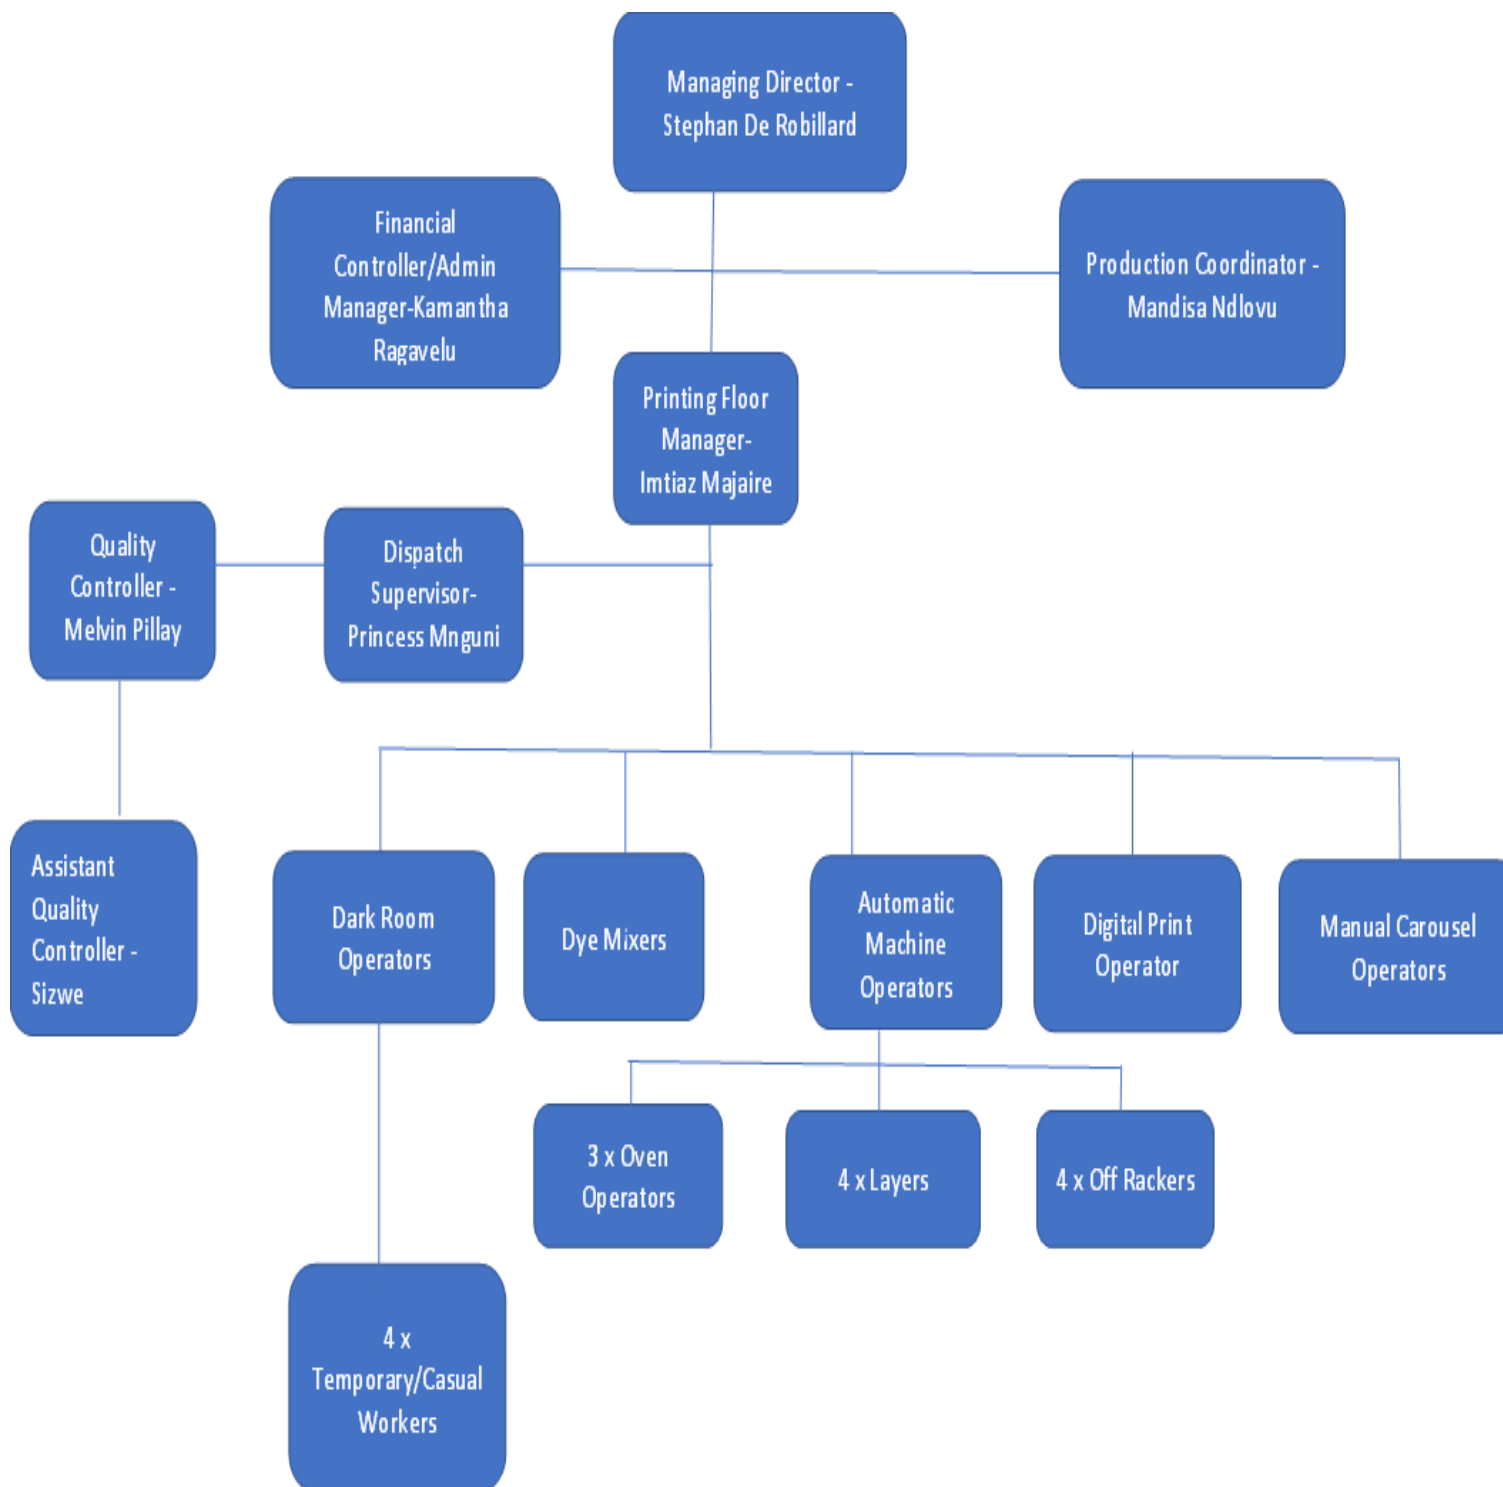 Managing Director -
Stephan De Robillard
Financial
Controller/Admin
Manager-Kamantha
Ragavelu
Production Coordinator -
Mandisa Ndlovu
Printing Floor
Manager-
Imtiaz Majaire
Quality
Controller -
Melvin Pillay
Dispatch
Supervisor-
Princess Mnguni
Assistant
Quality
Controller -
Sizwe
Dark Room
Operators
Dye Mixers
Automatic
Machine
Operators
Digital Print
Operator
Manual Carousel
Operators
3 x Oven
Operators
4 x Layers
4 x Off Rackers
4 x
Temporary/Casual
Workers